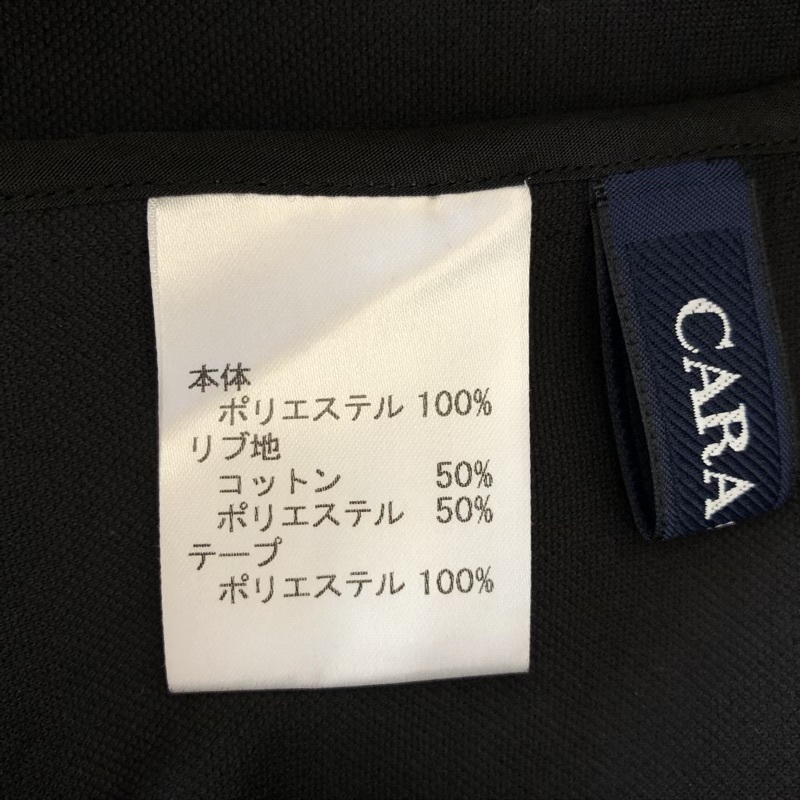 本体
ポリエステル 100%
リブ地
コットン 50%
ポリエステル 50%
テープ
ポリエステル 100%
CARA